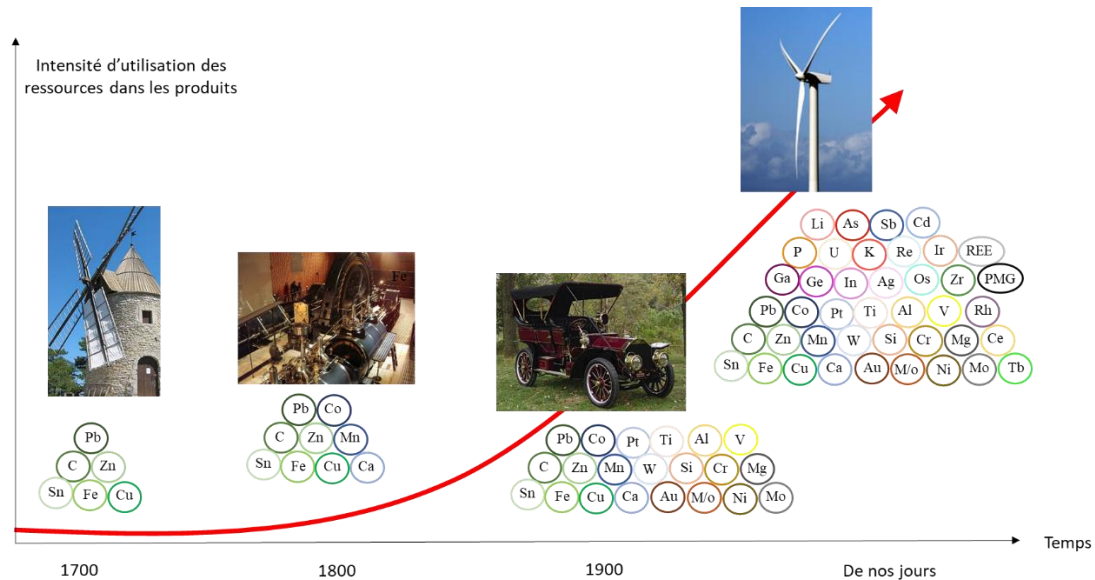 Intensité d’utilisation des
ressources dans les produits
Fe
Li As Sb Cd
P U K Re Ir REE
Ga Ge In Ag Os Zr PMG
Pb Co Pt Ti Al V Rh
C Zn Mn W Si Cr Mg Ce
Sn Fe Cu Ca Au M/o Ni Mo Tb
Pb Co
C Zn Mn
Sn Fe Cu Ca
Pb
C Zn
Sn Fe Cu
Pb Co Pt Ti Al V
C Zn Mn W Si Cr Mg
Sn Fe Cu Ca Au M/o Ni Mo
Temps
1700 1800 1900 De nos jours